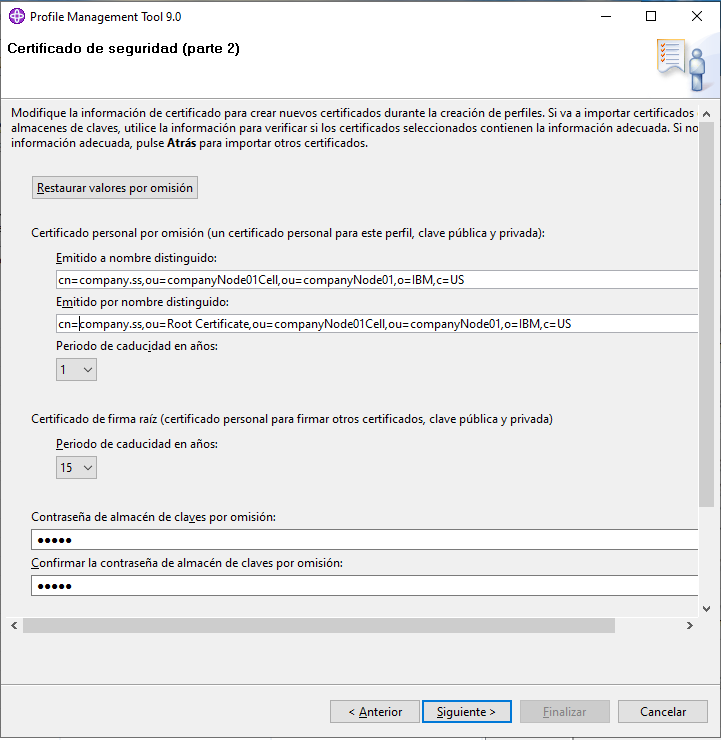 Profile Management Tool 9.0
Certificado de seguridad (parte 2)
Modifique la información de certificado para crear nuevos certificados durante la creación de perfiles. Si va a importar certificados
almacenes de claves, utilice la información para verificar si los certificados seleccionados contienen la información adecuada. Si no
información adecuada, pulse Atrás para importar otros certificados.
Restaurar valores por omisión
Certificado personal por omisión (un certificado personal para este perfil, clave pública y privada):
Emitido a nombre distinguido:
cn=company.ss,ou=companyNode01Cell,ou=companyNode01,o=IBM,c=US
Emitido por nombre distinguido:
cn=company.ss,ou=Root Certificate,ou=companyNode01Cell,ou=companyNode01,o=IBM,c=US
Periodo de caducidad en años:
1
Certificado de firma raíz (certificado personal para firmar otros certificados, clave pública y privada)
Periodo de caducidad en años:
15
Contraseña de almacén de claves por omisión:
●●●●●
Confirmar la contraseña de almacén de claves por omisión:
●●●●●
< Anterior Siguiente > Finalizar Cancelar